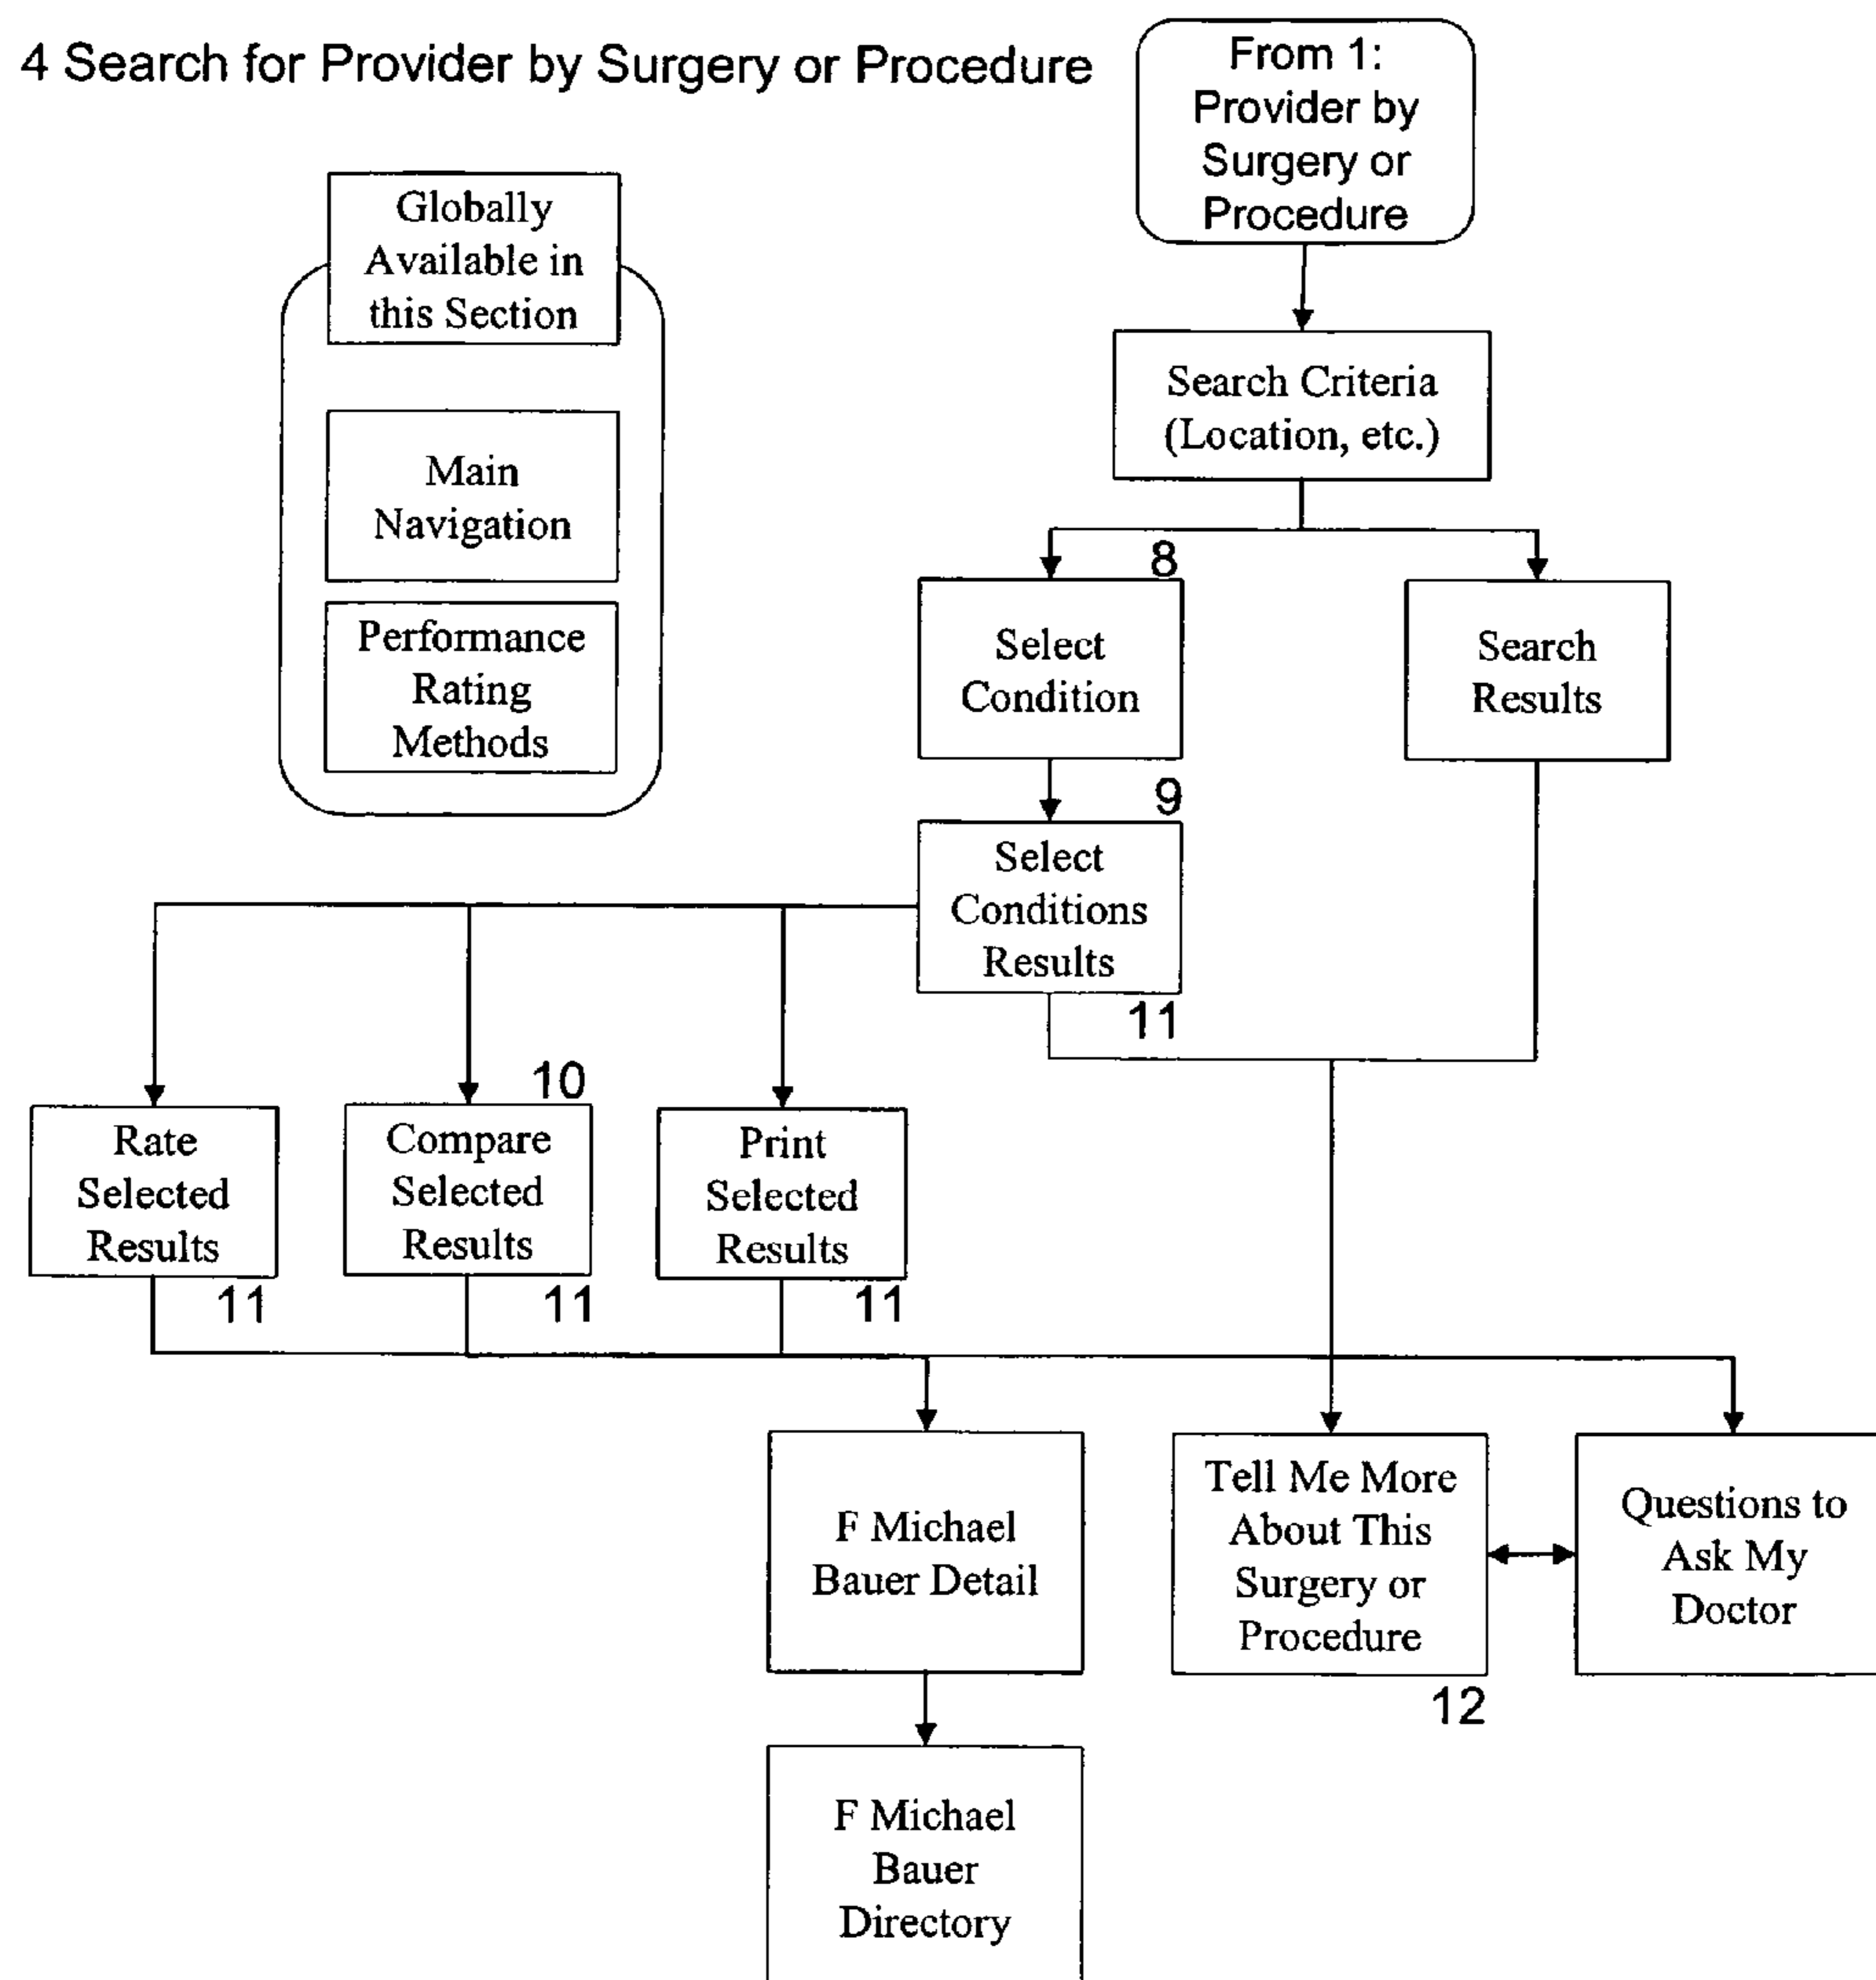 4 Search for Provider by Surgery or Procedure
From 1:
Provider by
Surgery or
Procedure
Globally
Available in
this Section
Main
Navigation
Performance
Rating
Methods
Search Criteria
(Location, etc.)
8
Select
Condition
Search
Results
9
Select
Conditions
Results
11
Rate
Selected
Results
11
10
Compare
Selected
Results
11
Print
Selected
Results
11
F Michael
Bauer Detail
Tell Me More
About This
Surgery or
Procedure
12
Questions to
Ask My
Doctor
F Michael
Bauer
Directory